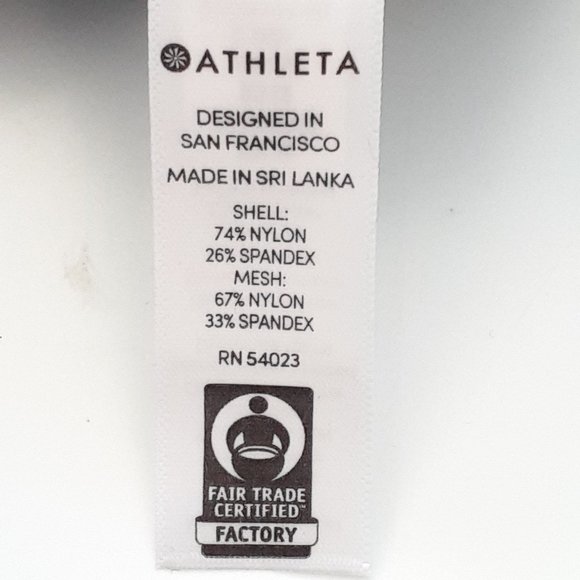 ATHLETA
DESIGNED IN
SAN FRANCISCO
MADE IN SRI LANKA
SHELL:
74% NYLON
26% SPANDEX
MESH:
67% NYLON
33% SPANDEX
RN 54023
FAIR TRADE
CERTIFIED™
FACTORY